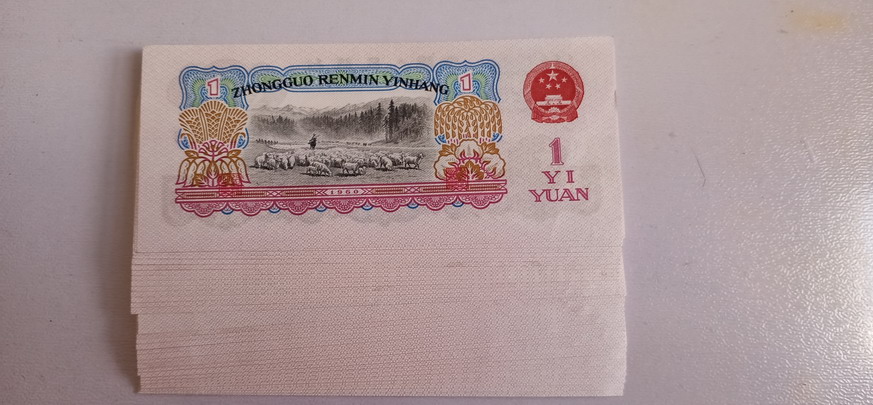 1 ZHONGGUO RENMIN YINHANG 1
1960
1
YI
YUAN